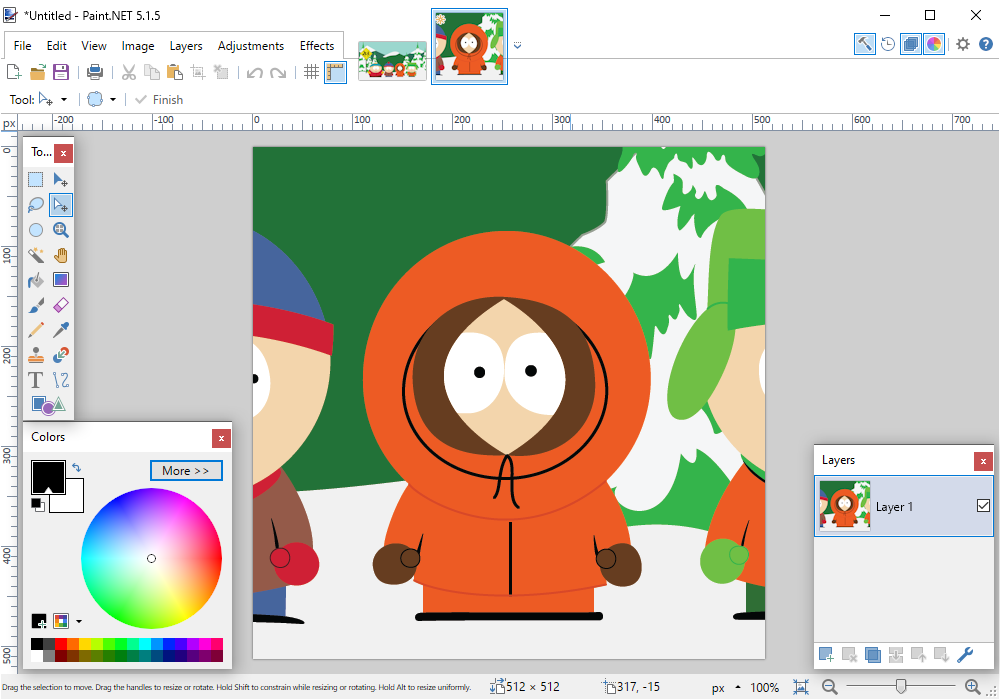 *Untitled - Paint.NET 5.1.5
File Edit View Image Layers Adjustments Effects
Tool:
Finish
px -200 -100 0 100 200 300 400 500 600 700
0
100
200
300
400
500
To... x
T
Colors x
More >>
Layers x
Layer 1
Drag the selection to move. Drag the handles to resize or rotate. Hold Shift to constrain while resizing or rotating. Hold Alt to resize uniformly.
512 × 512
317, -15
px
100%